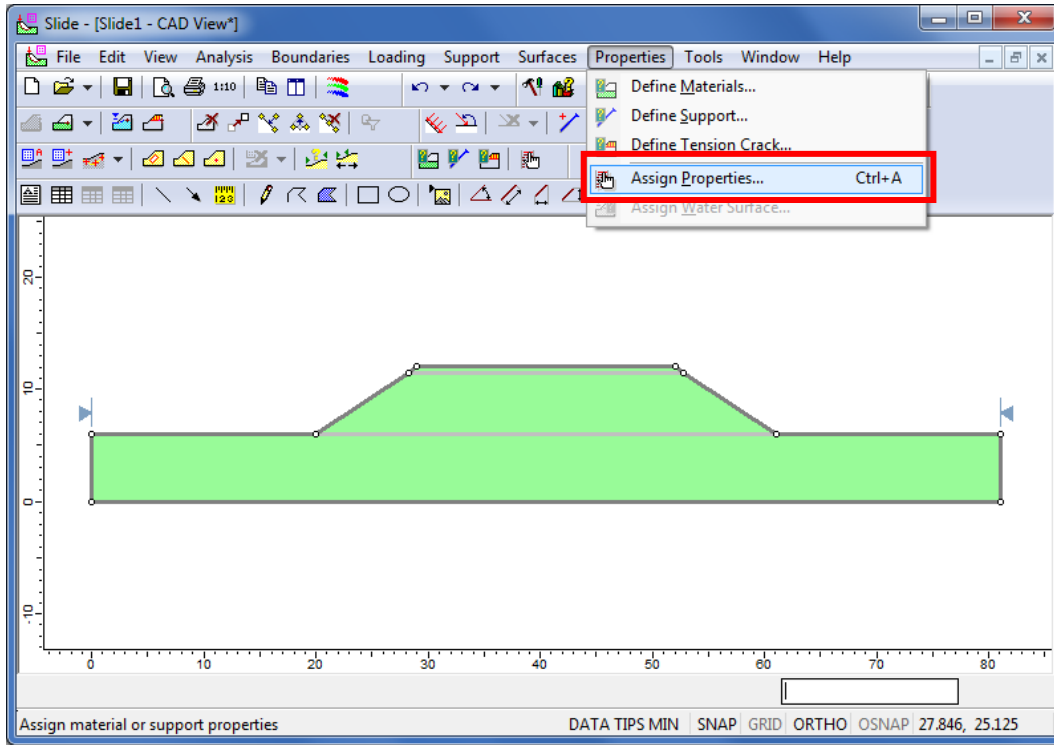 Slide - [Slide1 - CAD View*]
File Edit View Analysis Boundaries Loading Support Surfaces Properties Tools Window Help
1:10
Define Materials...
Define Support...
Define Tension Crack...
Assign Properties... Ctrl+A
Assign Water Surface...
123
20
10
0
-10
0 10 20 30 40 50 60 70 80
Assign material or support properties DATA TIPS MIN SNAP GRID ORTHO OSNAP 27.846, 25.125